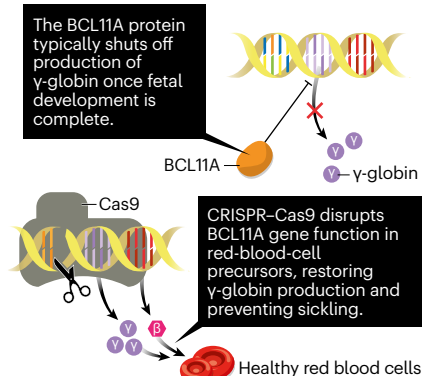 The BCL11A protein
typically shuts off
production of
γ-globin once fetal
development is
complete.
BCL11A
γ
γ
γ
γ-globin
Cas9
CRISPR–Cas9 disrupts
BCL11A gene function in
red-blood-cell
precursors, restoring
γ-globin production and
preventing sickling.
γ
β
γ
γ
Healthy red blood cells